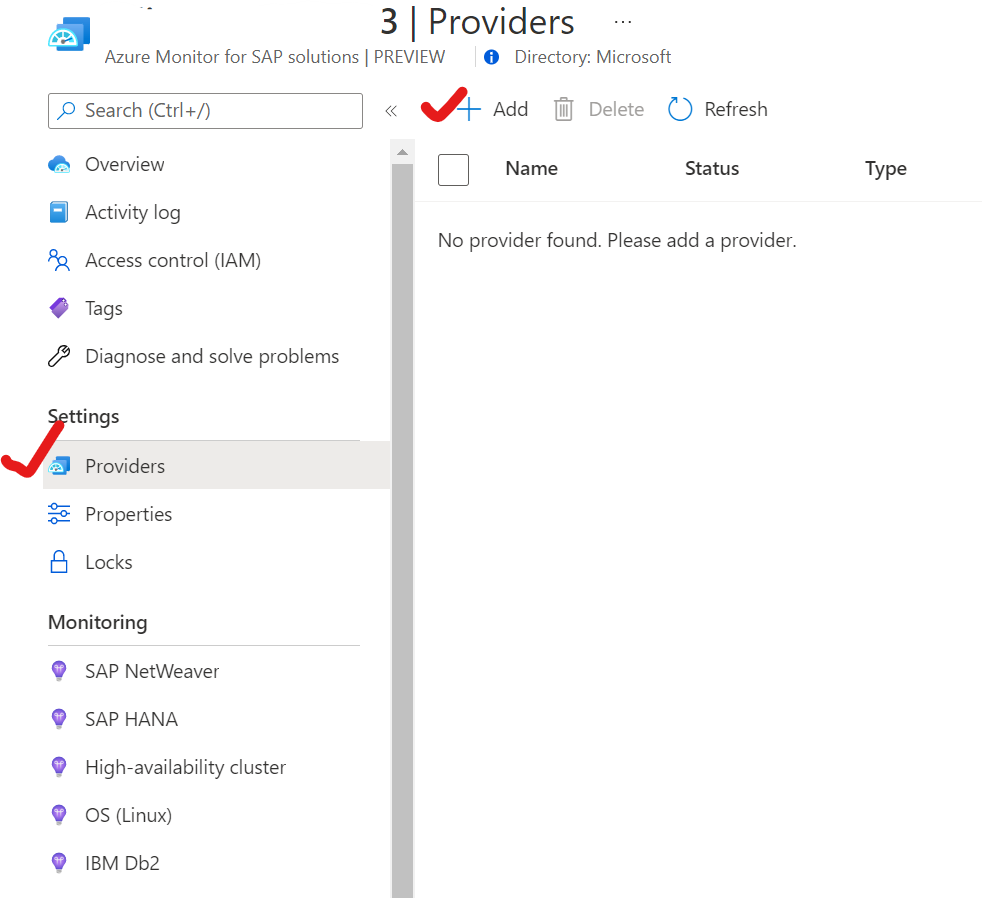 3 | Providers ...
Azure Monitor for SAP solutions | PREVIEW Directory: Microsoft
Search (Ctrl+/)
Overview
Activity log
Access control (IAM)
Tags
Diagnose and solve problems
Settings
Providers
Properties
Locks
Monitoring
SAP NetWeaver
SAP HANA
High-availability cluster
OS (Linux)
IBM Db2
« Add Delete Refresh
Name Status Type
No provider found. Please add a provider.